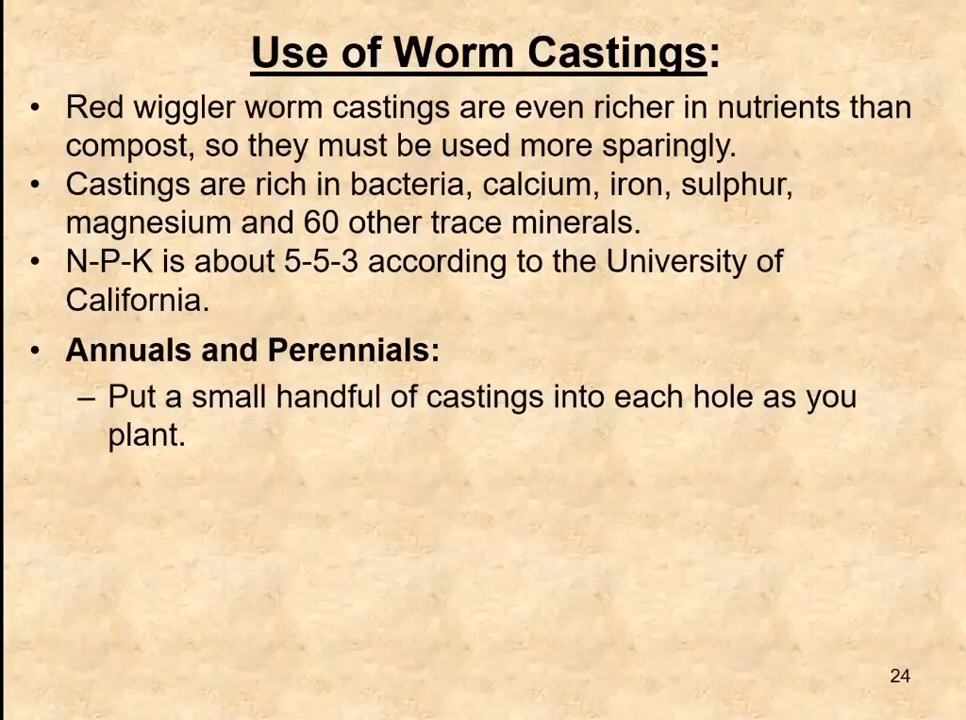 Use of Worm Castings:
• Red wiggler worm castings are even richer in nutrients than
compost, so they must be used more sparingly.
• Castings are rich in bacteria, calcium, iron, sulphur,
magnesium and 60 other trace minerals.
• N-P-K is about 5-5-3 according to the University of
California.
• Annuals and Perennials:
– Put a small handful of castings into each hole as you
plant.
24